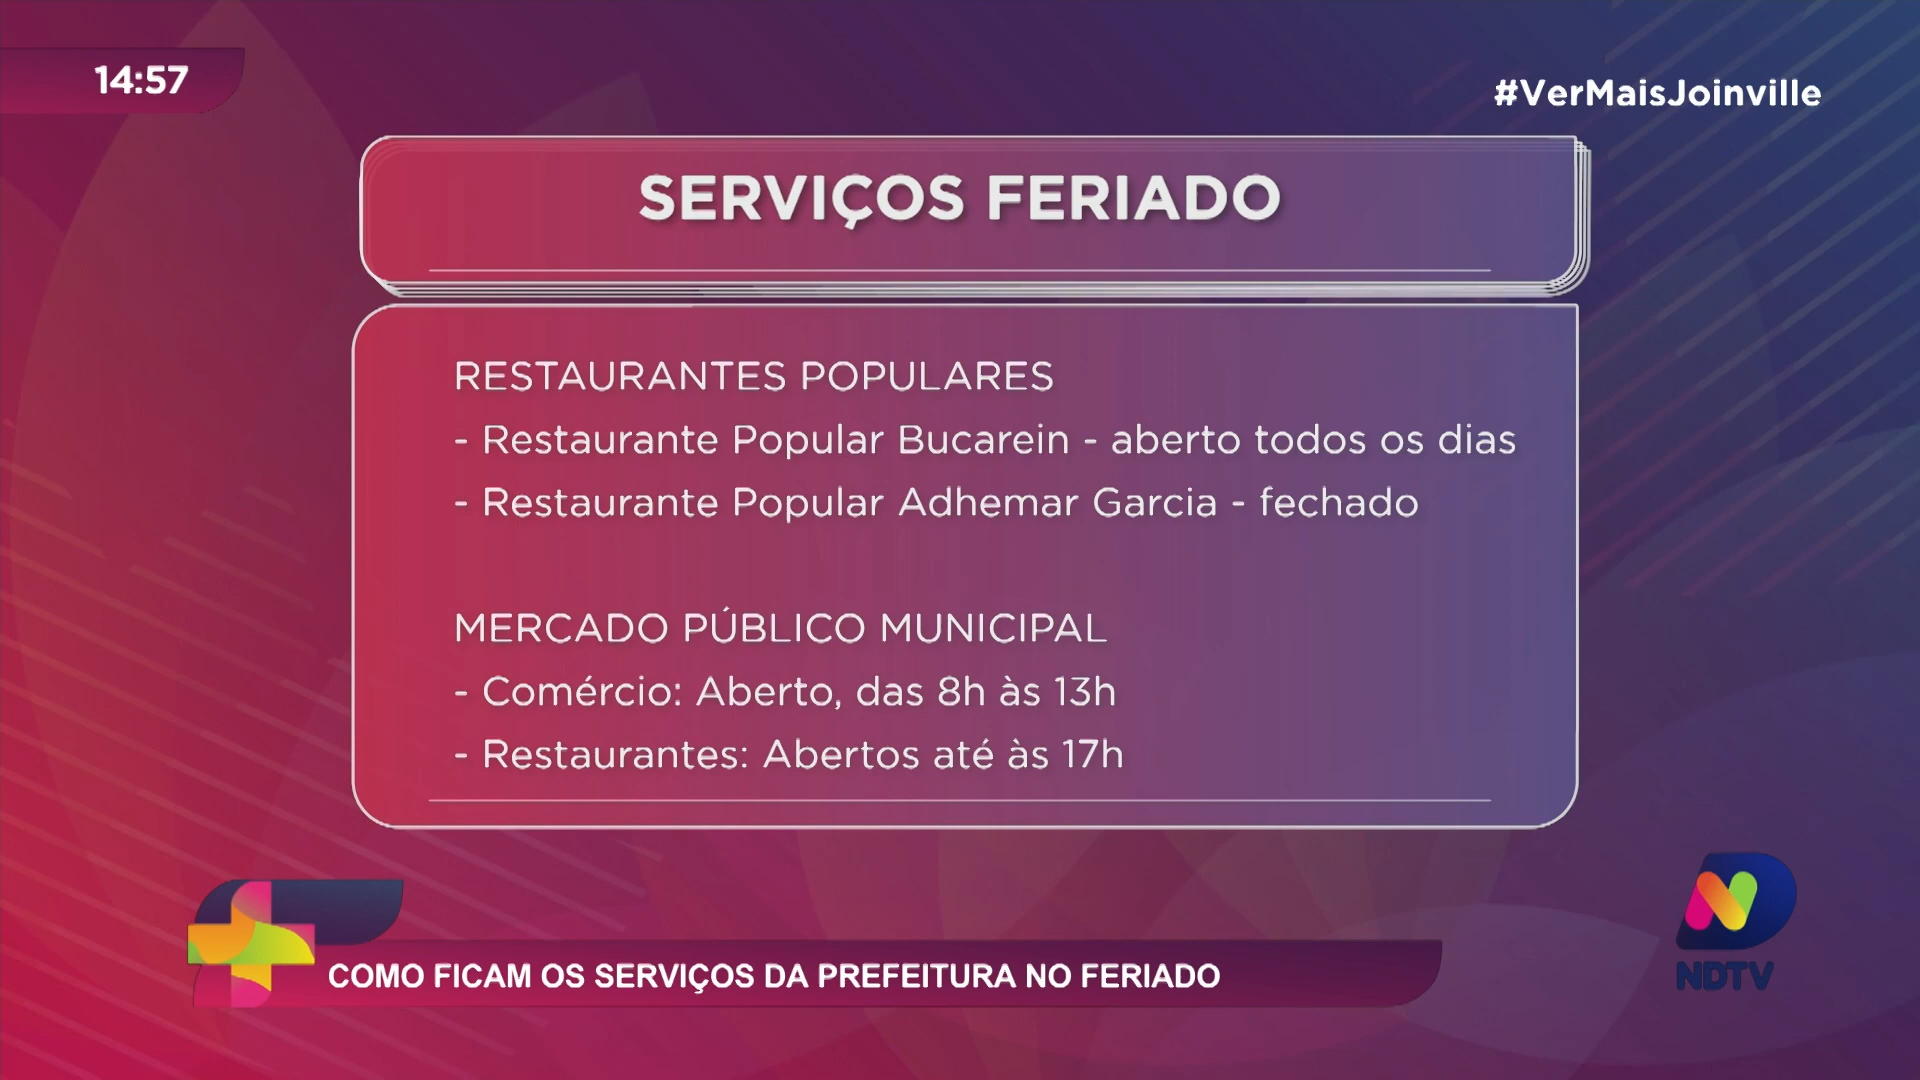 14:57
#VerMaisJoinville
SERVIÇOS FERIADO
RESTAURANTES POPULARES
- Restaurante Popular Bucarein - aberto todos os dias
- Restaurante Popular Adhemar Garcia - fechado
MERCADO PÚBLICO MUNICIPAL
- Comércio: Aberto, das 8h às 13h
- Restaurantes: Abertos até às 17h
COMO FICAM OS SERVIÇOS DA PREFEITURA NO FERIADO
NDTV